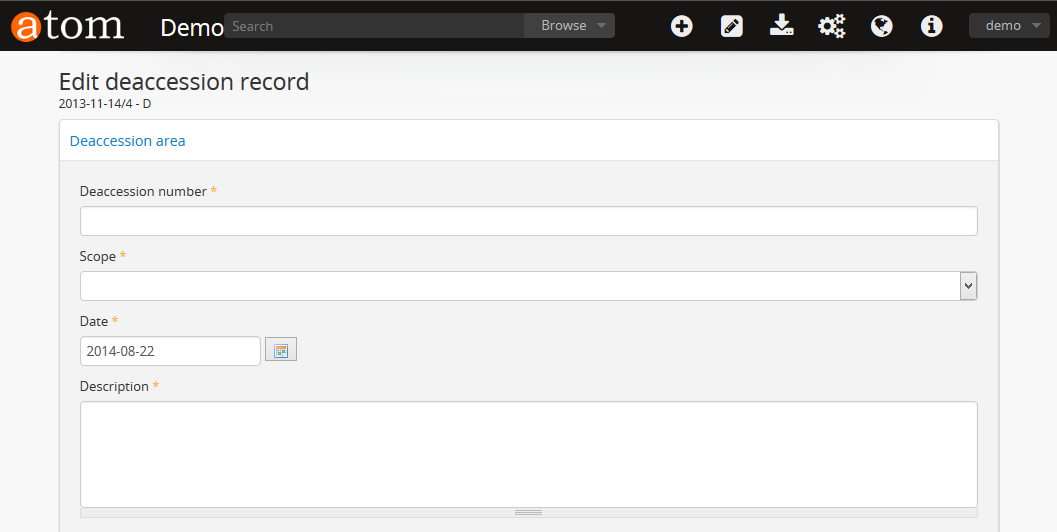 atom Demo Search Browse demo
Edit deaccession record
2013-11-14/4 - D
Deaccession area
Deaccession number *
Scope *
Date *
2014-08-22
Description *